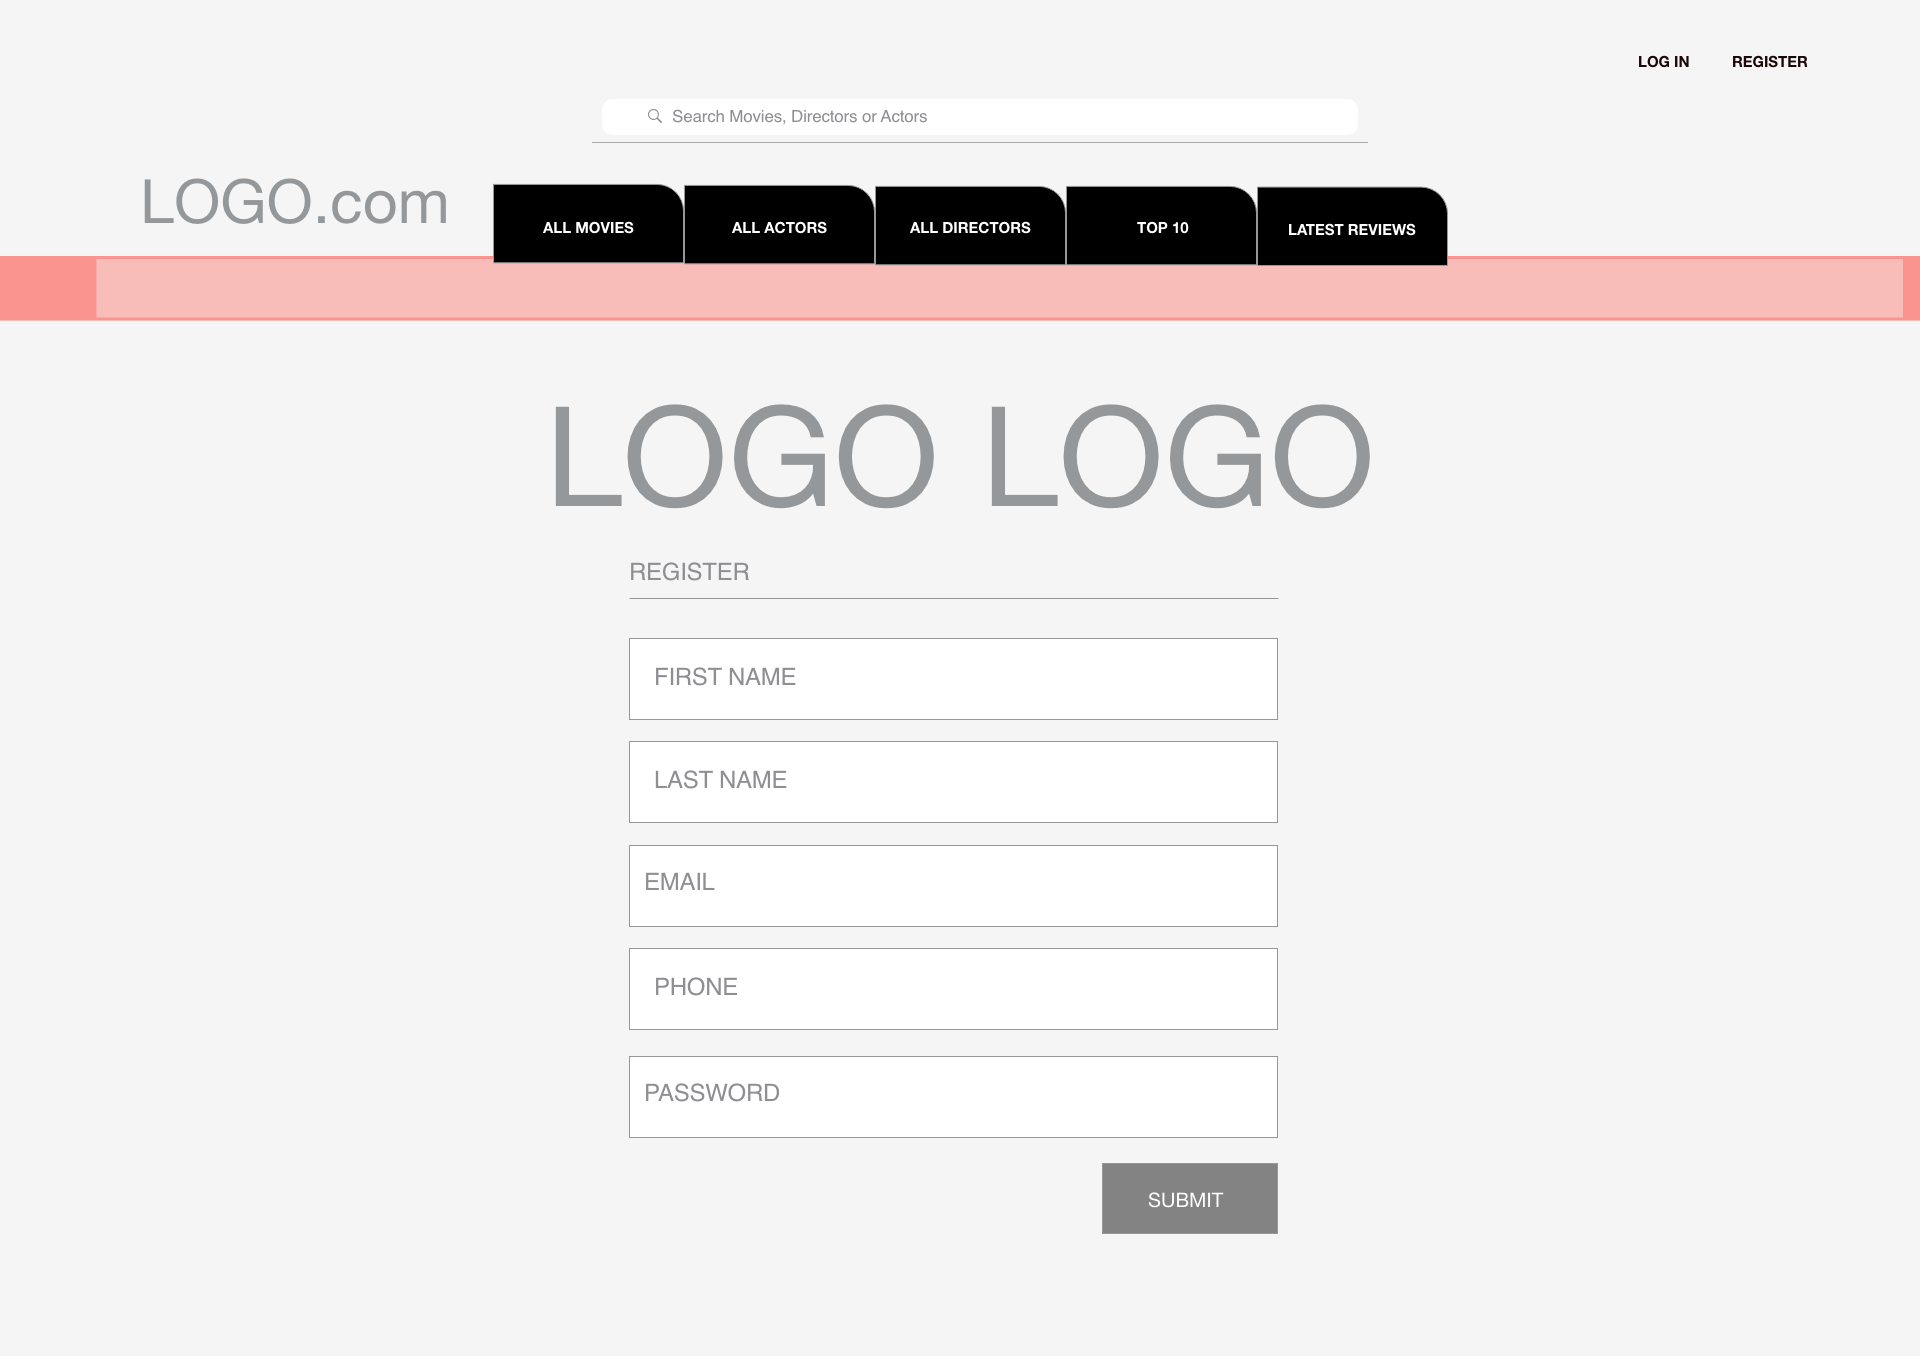 LOG IN REGISTER
Search Movies, Directors or Actors
LOGO.com
ALL MOVIES ALL ACTORS ALL DIRECTORS TOP 10 LATEST REVIEWS
LOGO LOGO
REGISTER
FIRST NAME
LAST NAME
EMAIL
PHONE
PASSWORD
SUBMIT